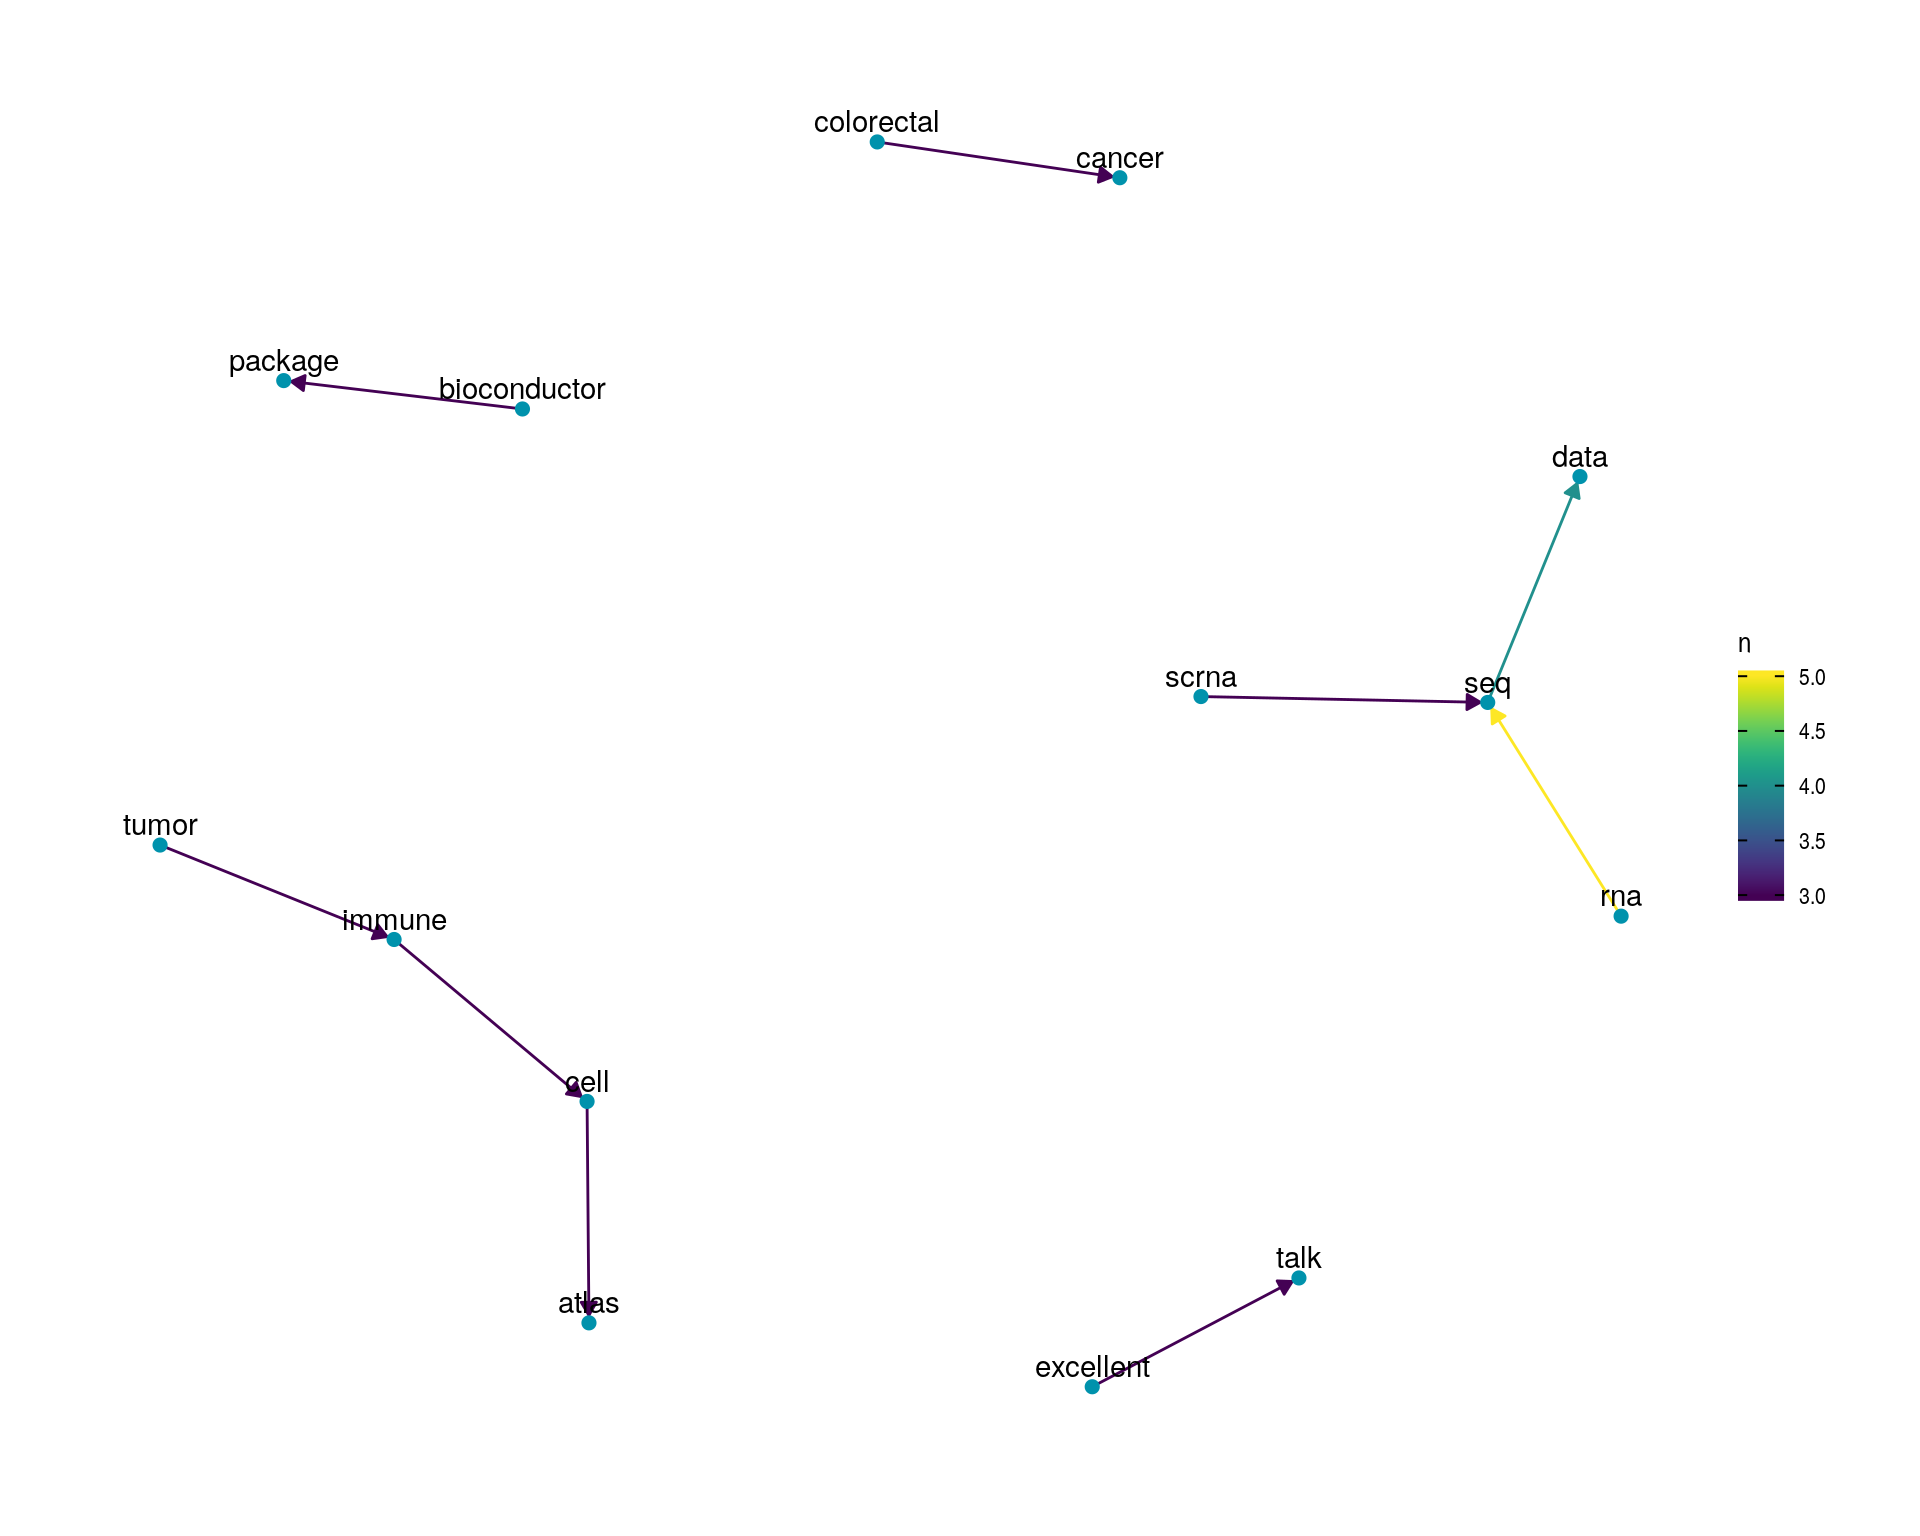 colorectal
cancer
package
bioconductor
data
n
scrna
seq
5.0
4.5
4.0
3.5
3.0
tumor
rna
immune
cell
talk
atlas
excellent